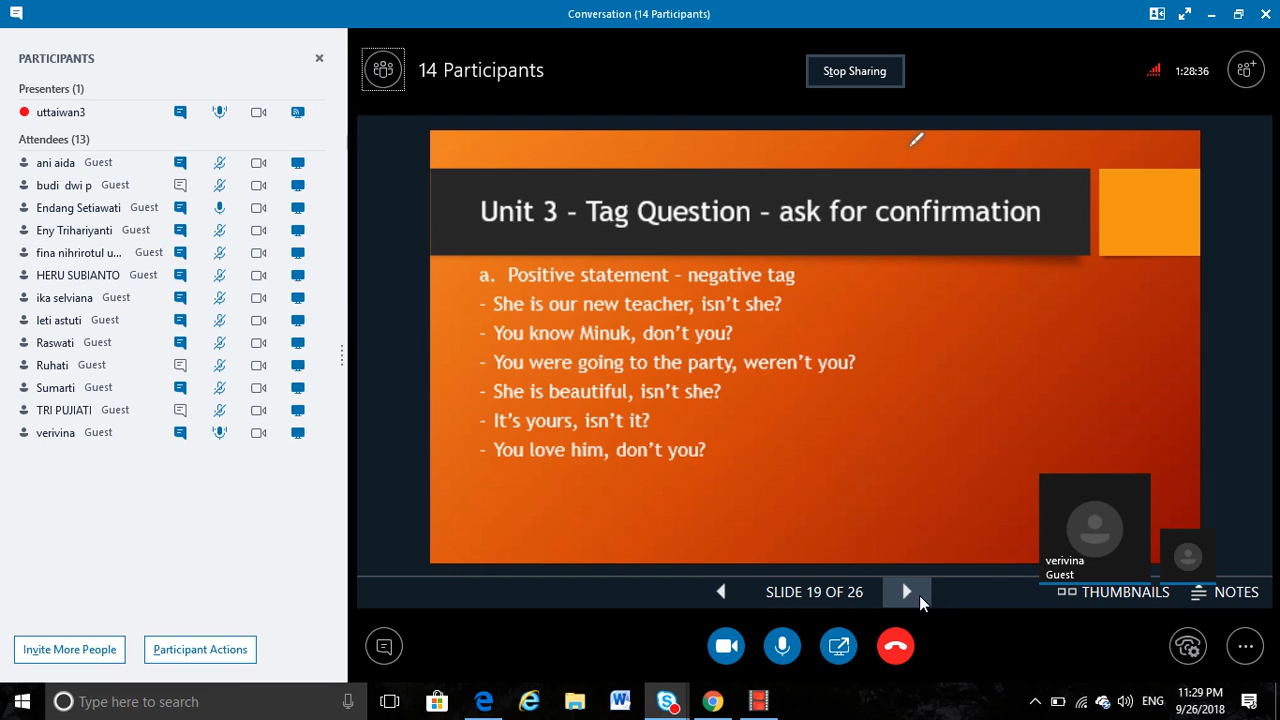 Conversation (14 Participants)
PARTICIPANTS
Presenters (1)
uttaiwan3
Attendees (13)
ani aida Guest
budi dwi p Guest
Endang Setiawati Guest
Eny Trihariyanti Guest
fina nihrirotul u... Guest
HERU SUBIANTO Guest
ika selviana Guest
leti astuti Guest
Raswati Guest
Ruhati Guest
Sumarti Guest
TRI PUJIATI Guest
verivina Guest
Invite More People
Participant Actions
14 Participants
Stop Sharing
1:28:36
Unit 3 - Tag Question - ask for confirmation
a. Positive statement - negative tag
- She is our new teacher, isn't she?
- You know Minuk, don't you?
- You were going to the party, weren't you?
- She is beautiful, isn't she?
- It's yours, isn't it?
- You love him, don't you?
verivina
Guest
SLIDE 19 OF 26
THUMBNAILS
NOTES
Type here to search
ENG
11:29 PM
9/26/2018